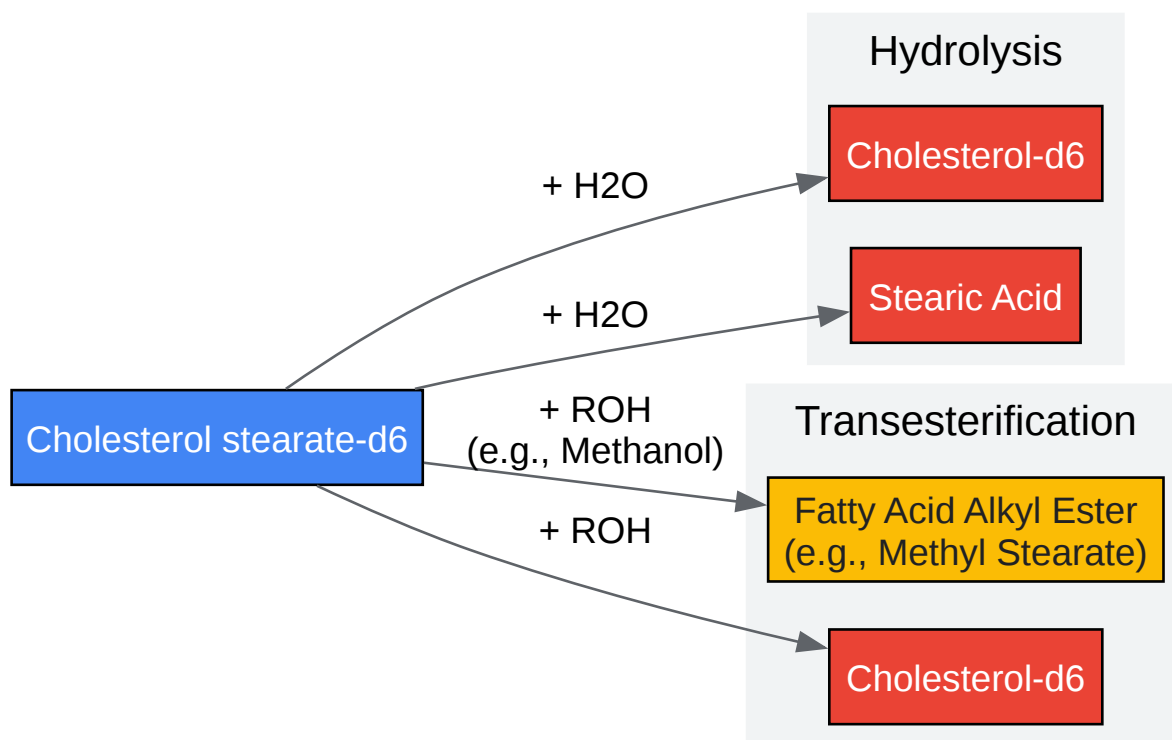 Hydrolysis
Cholesterol-d6
+ H2O
Stearic Acid
+ H2O
Cholesterol stearate-d6
+ ROH
(e.g., Methanol)
Transesterification
Fatty Acid Alkyl Ester
(e.g., Methyl Stearate)
+ ROH
Cholesterol-d6